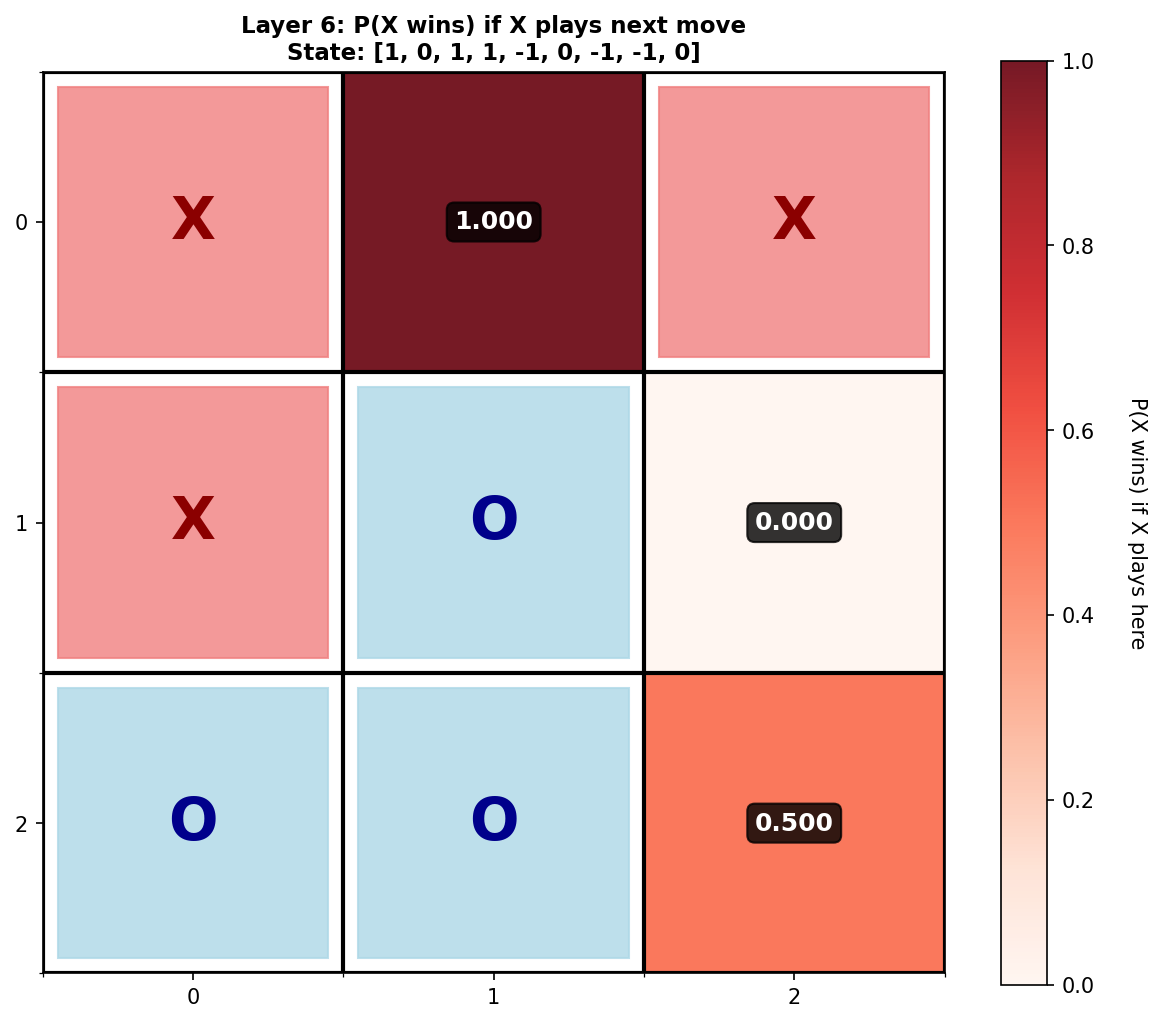 Layer 6: P(X wins) if X plays next move
State: [1, 0, 1, 1, -1, 0, -1, -1, 0]
X
1.000
X
X
O
0.000
O
O
0.500
0
1
2
0
1
2
1.0
0.8
0.6
0.4
0.2
0.0
P(X wins) if X plays here